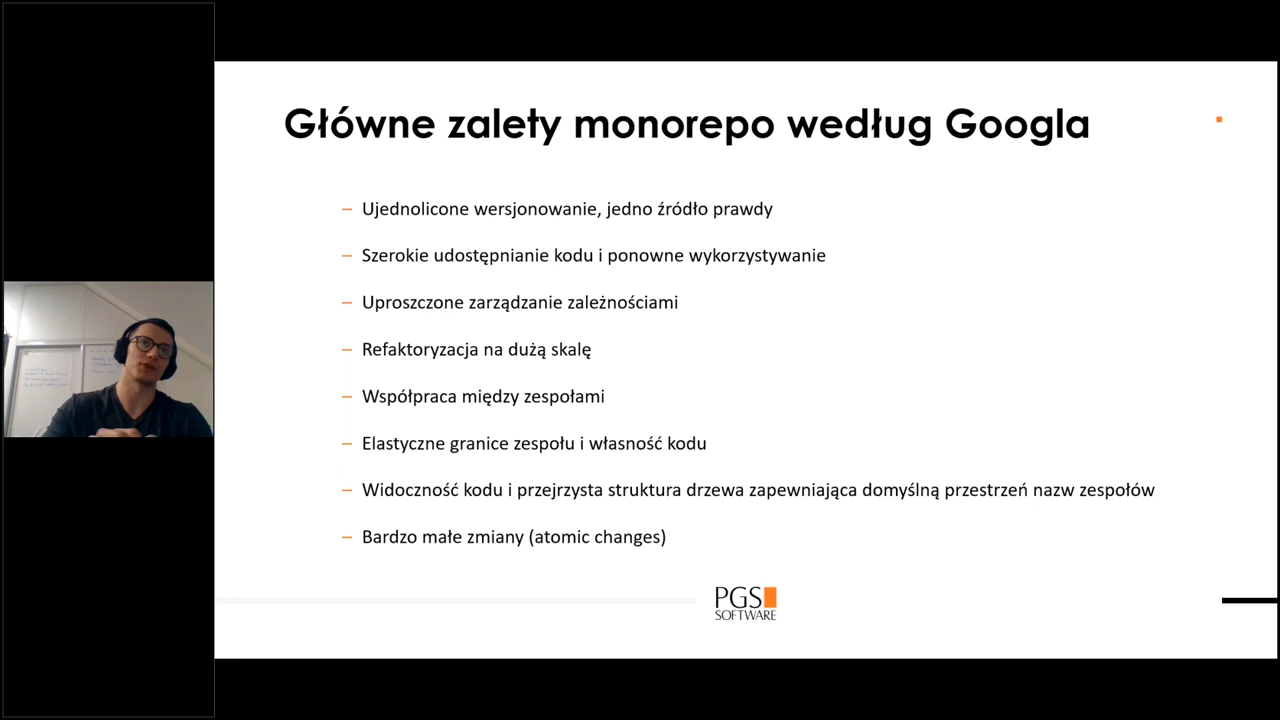 Główne zalety monorepo według Googla
– Ujednolicone wersjonowanie, jedno źródło prawdy
– Szerokie udostępnianie kodu i ponowne wykorzystywanie
– Uproszczone zarządzanie zależnościami
– Refaktoryzacja na dużą skalę
– Współpraca między zespołami
– Elastyczne granice zespołu i własność kodu
– Widoczność kodu i przejrzysta struktura drzewa zapewniająca domyślną przestrzeń nazw zespołów
– Bardzo małe zmiany (atomic changes)
PGS
SOFTWARE